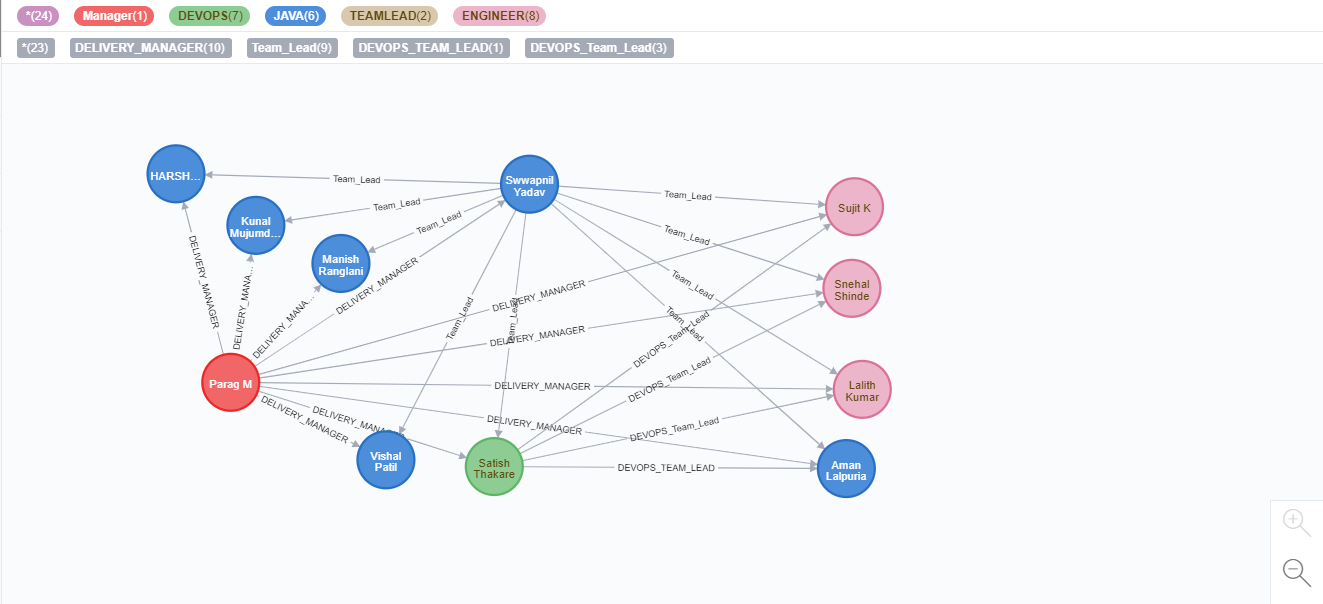 *(24) Manager(1) DEVOPS(7) JAVA(6) TEAMLEAD(2) ENGINEER(8)
*(23) DELIVERY_MANAGER(10) Team_Lead(9) DEVOPS_TEAM_LEAD(1) DEVOPS_Team_Lead(3)
HARSH...
Team_Lead
Swwapnil
Yadav
Team_Lead
Sujit K
Team_Lead
Kunal
Mujumd...
Team_Lead
Team_Lead
DELIVERY_MANAGER
Manish
Ranglani
DELIVERY_MANAGER
DELIVERY_MANA...
DELIVERY_MANA...
Team_Lead
Snehal
Shinde
DELIVERY_MANAGER
Team_Lead
Team_Lead
Team_Lead
DELIVERY_MANAGER
DEVOPS_Team_Lead
Parag M
DELIVERY_MANAGER
DEVOPS_Team_Lead
Lalith
Kumar
DELIVERY_MANAGER
DELIVERY_MANAGER
DELIVERY_MANAGER
DEVOPS_Team_Lead
Vishal
Patil
Satish
Thakare
DEVOPS_TEAM_LEAD
Aman
Lalpuria